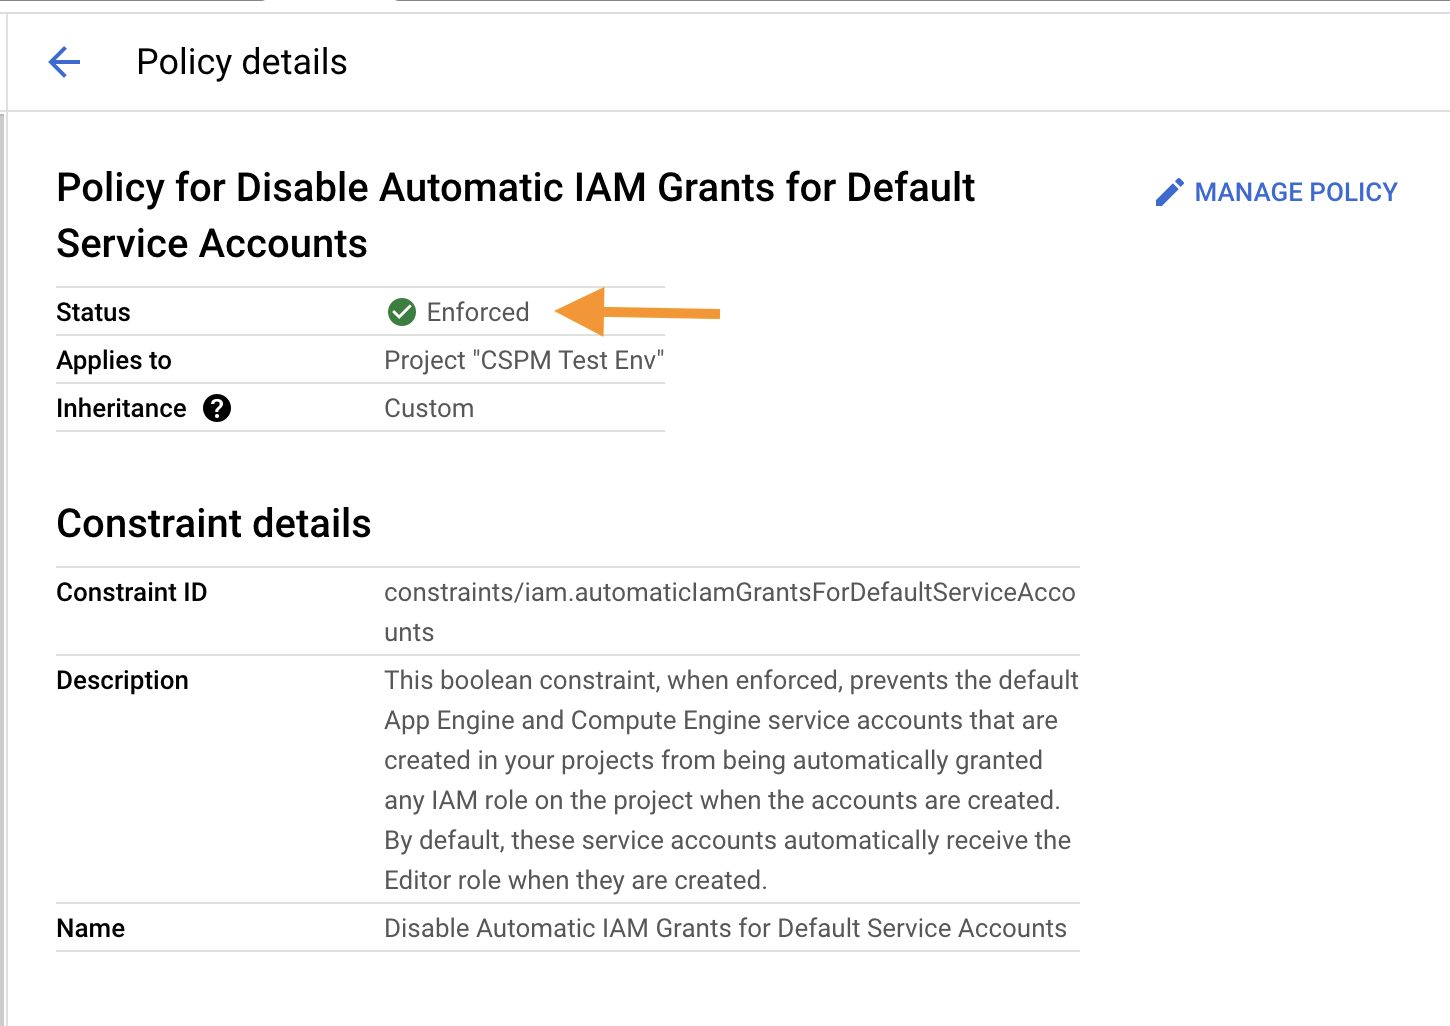 Policy details
Policy for Disable Automatic IAM Grants for Default
Service Accounts
MANAGE POLICY
Status Enforced
Applies to Project "CSPM Test Env"
Inheritance ? Custom
Constraint details
Constraint ID constraints/iam.automaticIamGrantsForDefaultServiceAcco
unts
Description This boolean constraint, when enforced, prevents the default
App Engine and Compute Engine service accounts that are
created in your projects from being automatically granted
any IAM role on the project when the accounts are created.
By default, these service accounts automatically receive the
Editor role when they are created.
Name Disable Automatic IAM Grants for Default Service Accounts